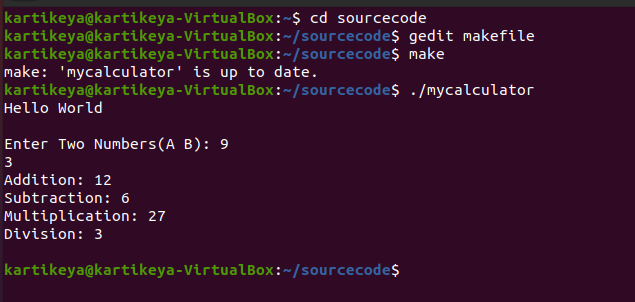 kartikeya@kartikeya-VirtualBox:~$ cd sourcecode
kartikeya@kartikeya-VirtualBox:~/sourcecode$ gedit makefile
kartikeya@kartikeya-VirtualBox:~/sourcecode$ make
make: 'mycalculator' is up to date.
kartikeya@kartikeya-VirtualBox:~/sourcecode$ ./mycalculator
Hello World
Enter Two Numbers(A B): 9
3
Addition: 12
Subtraction: 6
Multiplication: 27
Division: 3
kartikeya@kartikeya-VirtualBox:~/sourcecode$